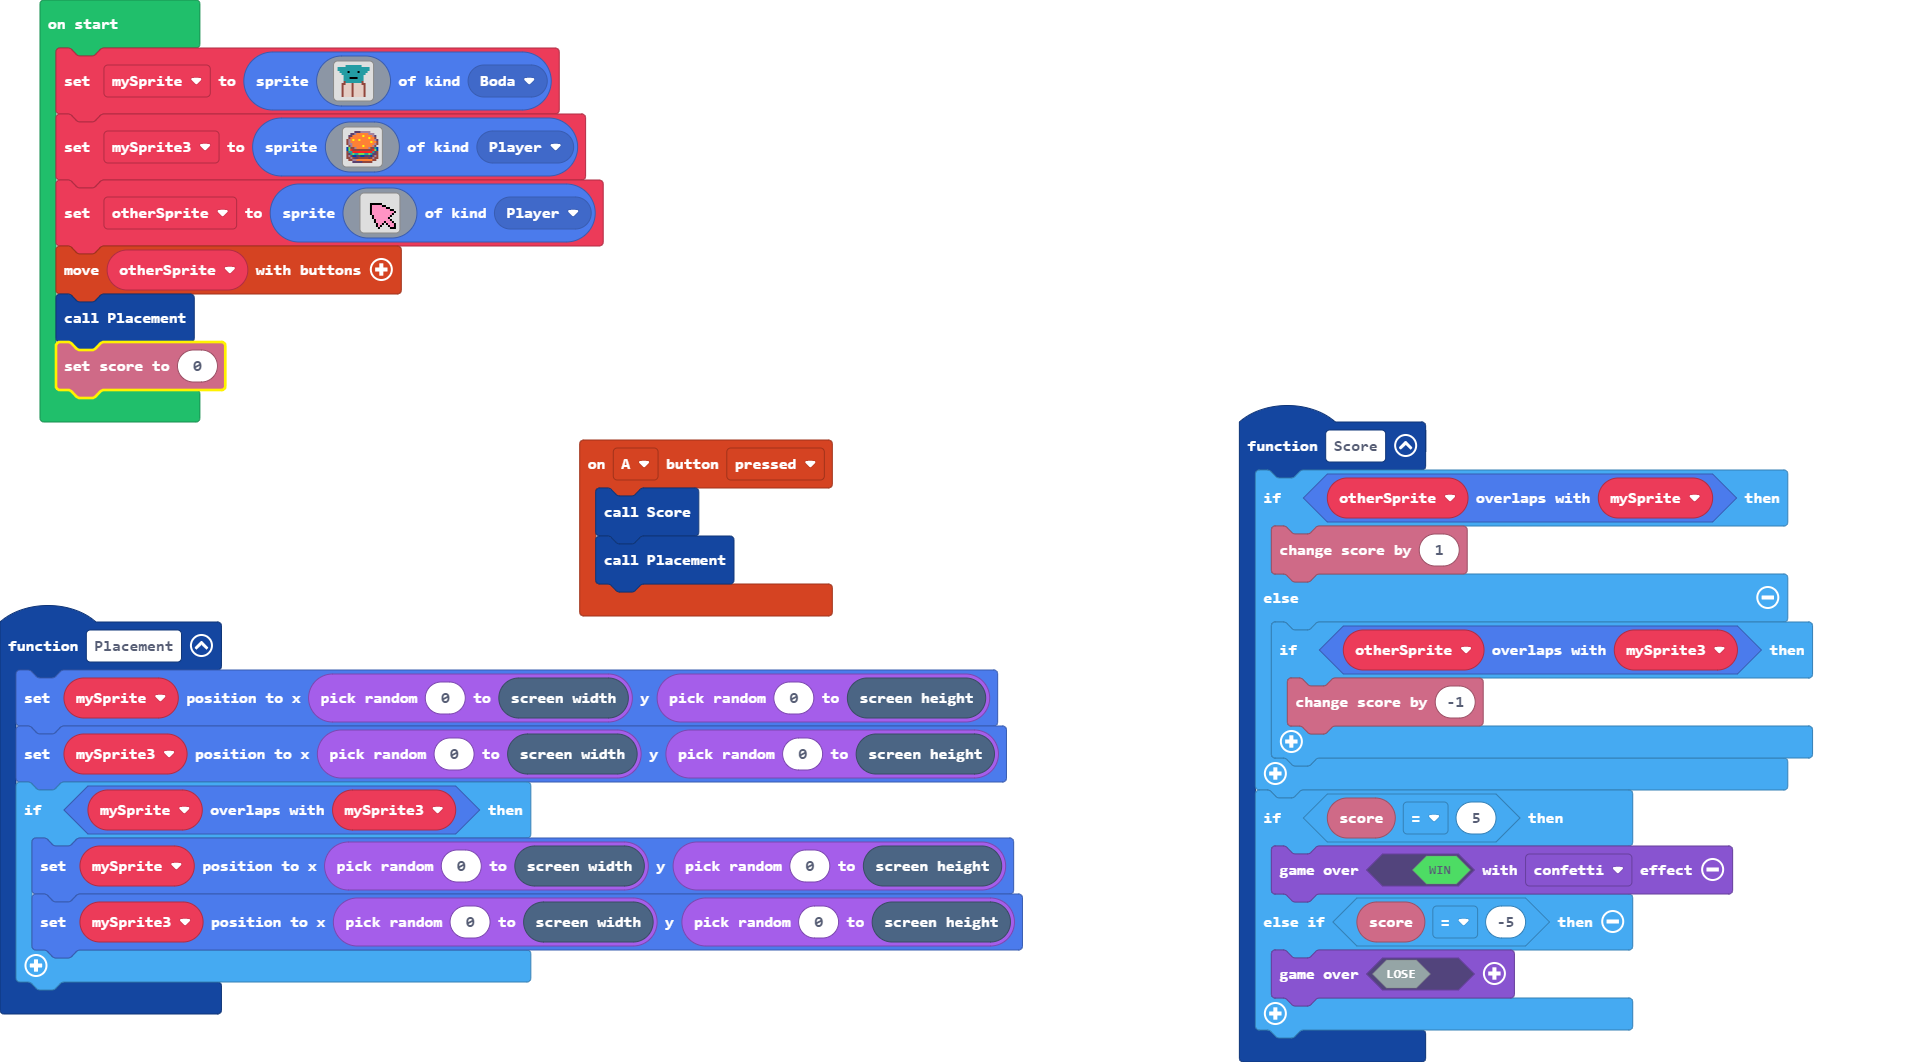 on start
set mySprite to sprite of kind Boda
set mySprite3 to sprite of kind Player
set otherSprite to sprite of kind Player
move otherSprite with buttons
call Placement
set score to 0
on A button pressed
call Score
call Placement
function Placement
set mySprite position to x pick random 0 to screen width y pick random 0 to screen height
set mySprite3 position to x pick random 0 to screen width y pick random 0 to screen height
if mySprite overlaps with mySprite3 then
set mySprite position to x pick random 0 to screen width y pick random 0 to screen height
set mySprite3 position to x pick random 0 to screen width y pick random 0 to screen height
function Score
if otherSprite overlaps with mySprite then
change score by 1
else
if otherSprite overlaps with mySprite3 then
change score by -1
if score = 5 then
game over WIN with confetti effect
else if score = -5 then
game over LOSE